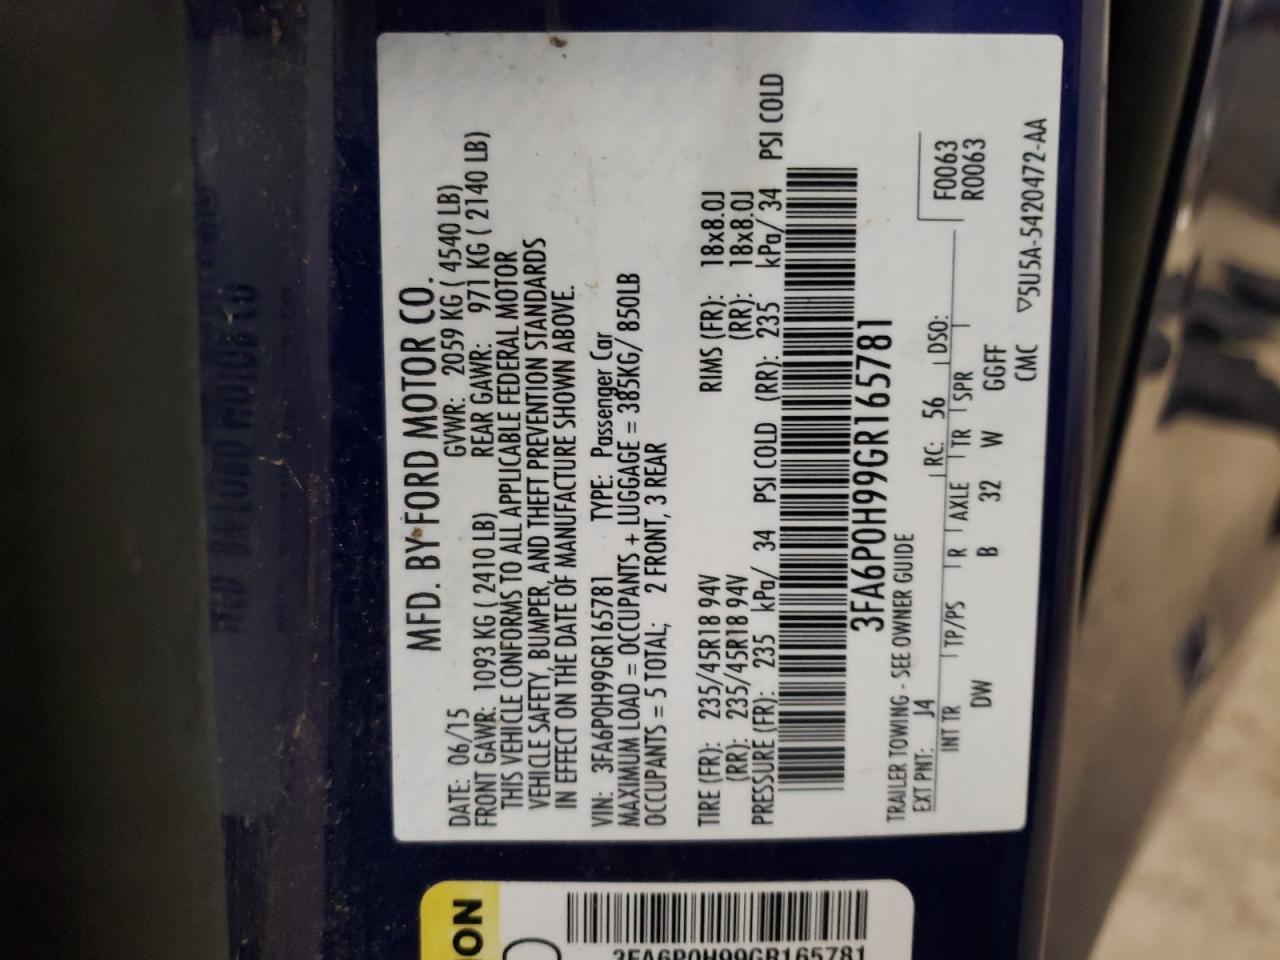 MFD. BY FORD MOTOR CO.
DATE: 06/15 GVWR: 2059 KG ( 4540 LB)
FRONT GAWR: 1093 KG ( 2410 LB) REAR GAWR: 971 KG ( 2140 LB)
THIS VEHICLE CONFORMS TO ALL APPLICABLE FEDERAL MOTOR
VEHICLE SAFETY, BUMPER, AND THEFT PREVENTION STANDARDS
IN EFFECT ON THE DATE OF MANUFACTURE SHOWN ABOVE.
VIN: 3FA6P0H99GR165781 TYPE: Passenger Car
MAXIMUM LOAD = OCCUPANTS + LUGGAGE = 385KG/ 850LB
OCCUPANTS = 5 TOTAL; 2 FRONT, 3 REAR
TIRE (FR): 235/45R18 94V RIMS (FR): 18x8.0J
(RR): 235/45R18 94V (RR): 18x8.0J
PRESSURE (FR): 235 kPa/ 34 PSI COLD (RR): 235 kPa/ 34 PSI COLD
3FA6P0H99GR165781
TRAILER TOWING - SEE OWNER GUIDE
EXT PNT: J4 RC: 56 DSO: F0063
R0063
INT TR TP/PS R AXLE TR SPR
DW B 32 W GGFF
CMC ▽5U5A-5420472-AA
ION
3FA6P0H99GR165781